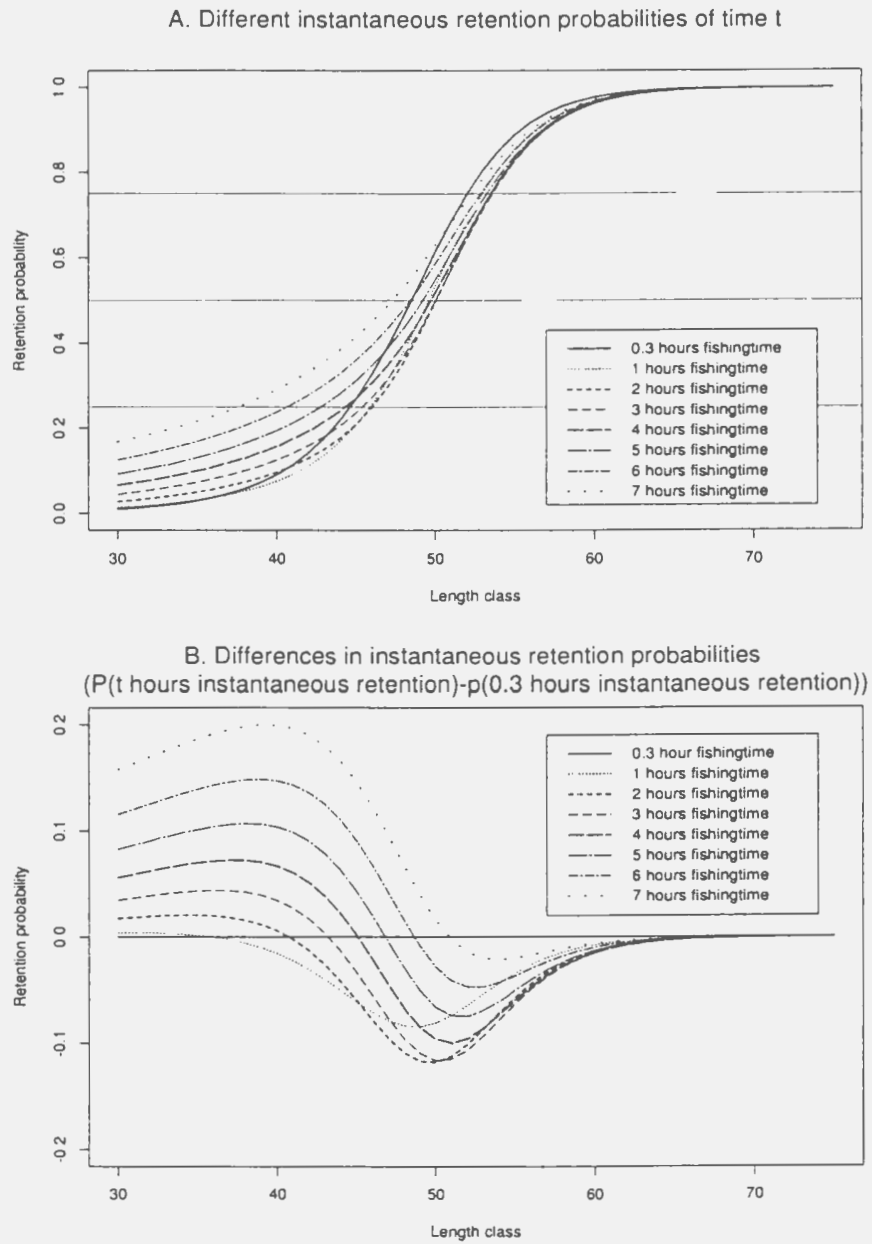 A. Different instantaneous retention probabilities of time t
Retention probability
1.0
0.8
0.6
0.4
0.2
0.0
0.3 hours fishingtime
1 hours fishingtime
2 hours fishingtime
3 hours fishingtime
4 hours fishingtime
5 hours fishingtime
6 hours fishingtime
7 hours fishingtime
30 40 50 60 70
Length class
B. Differences in instantaneous retention probabilities
(P(t hours instantaneous retention)-p(0.3 hours instantaneous retention))
Retention probability
0.2
0.1
0.0
-0.1
-0.2
0.3 hour fishingtime
1 hours fishingtime
2 hours fishingtime
3 hours fishingtime
4 hours fishingtime
5 hours fishingtime
6 hours fishingtime
7 hours fishingtime
30 40 50 60 70
Length class